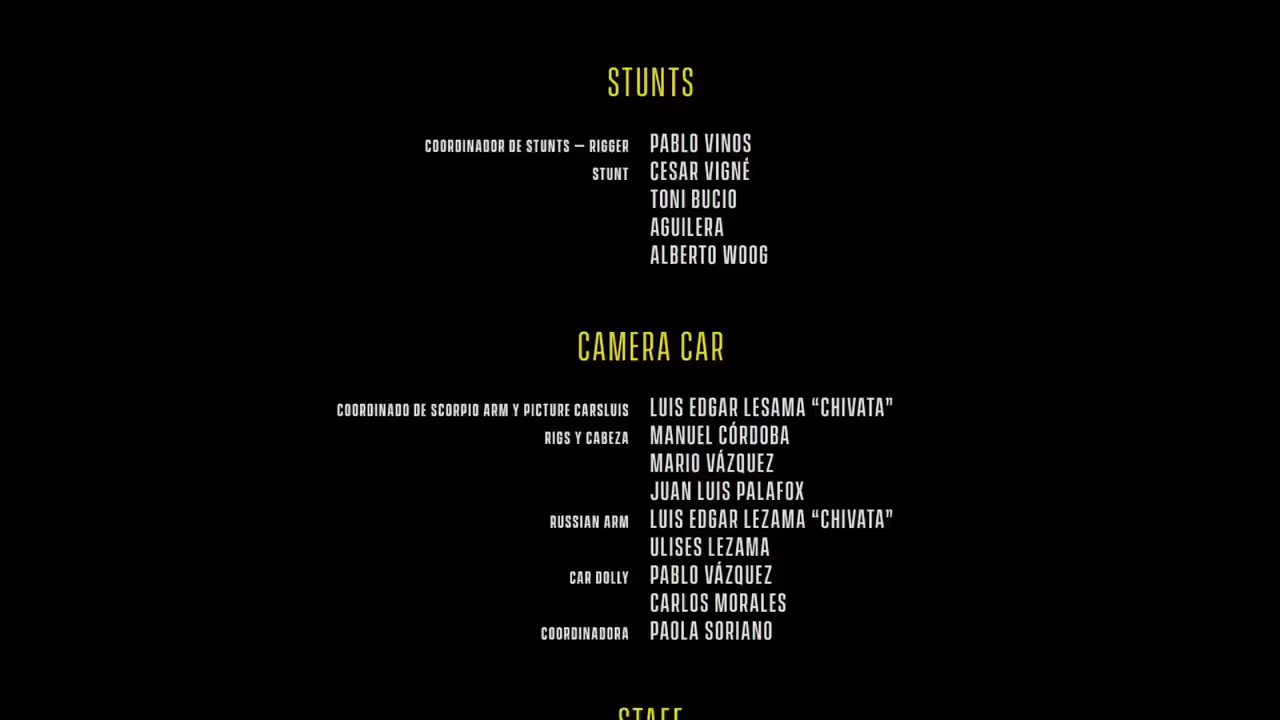 STUNTS
COORDINADOR DE STUNTS – RIGGER PABLO VINOS
STUNT CESAR VIGNÉ
TONI BUCIO
AGUILERA
ALBERTO WOOG
CAMERA CAR
COORDINADO DE SCORPIO ARM Y PICTURE CARSLUIS LUIS EDGAR LESAMA “CHIVATA”
RIGS Y CABEZA MANUEL CÓRDOBA
MARIO VÁZQUEZ
JUAN LUIS PALAFOX
RUSSIAN ARM LUIS EDGAR LEZAMA “CHIVATA”
ULISES LEZAMA
CAR DOLLY PABLO VÁZQUEZ
CARLOS MORALES
COORDINADORA PAOLA SORIANO
STAFF